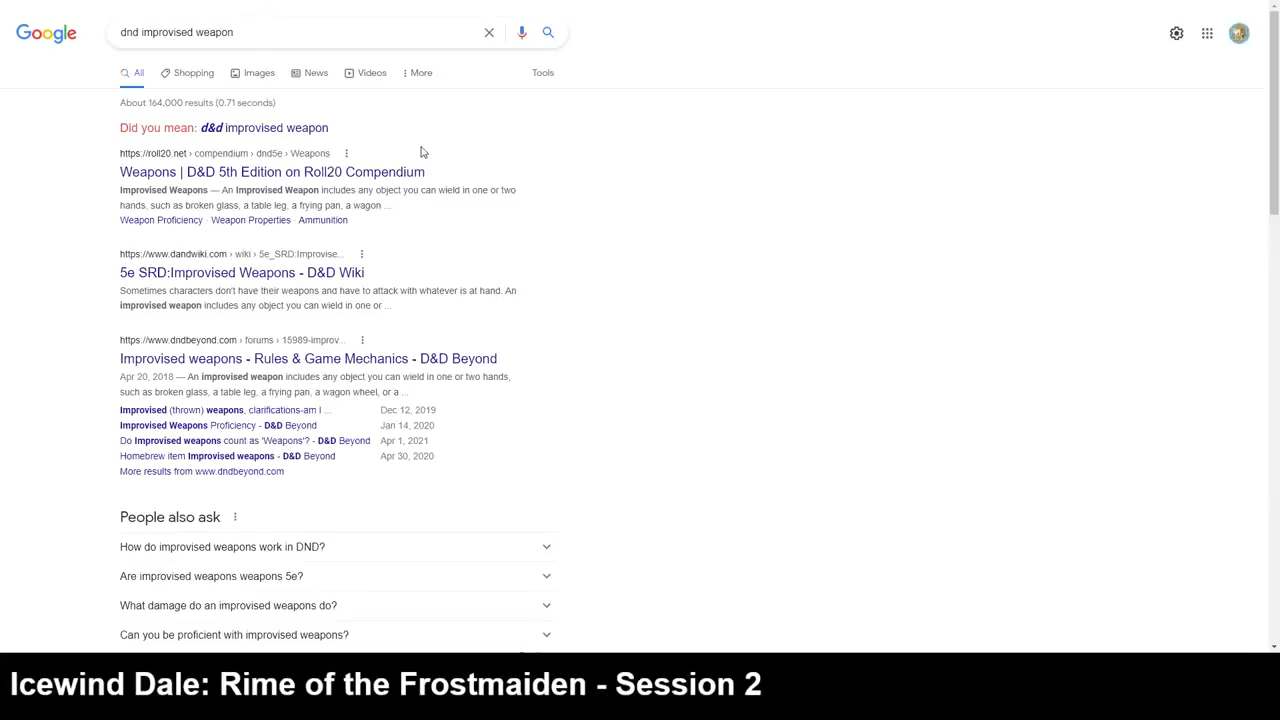 Google
dnd improvised weapon
All
Shopping
Images
News
Videos
More
Tools
About 164,000 results (0.71 seconds)
Did you mean: d&d improvised weapon
https://roll20.net › compendium › dnd5e › Weapons
Weapons | D&D 5th Edition on Roll20 Compendium
Improvised Weapons — An Improvised Weapon includes any object you can wield in one or two
hands, such as broken glass, a table leg, a frying pan, a wagon ...
Weapon Proficiency · Weapon Properties · Ammunition
https://www.dandwiki.com › wiki › 5e_SRD:Improvise...
5e SRD:Improvised Weapons - D&D Wiki
Sometimes characters don't have their weapons and have to attack with whatever is at hand. An
improvised weapon includes any object you can wield in one or ...
https://www.dndbeyond.com › forums › 15989-improv...
Improvised weapons - Rules & Game Mechanics - D&D Beyond
Apr 20, 2018 — An improvised weapon includes any object you can wield in one or two hands,
such as broken glass, a table leg, a frying pan, a wagon wheel, or a ...
Improvised (thrown) weapons, clarifications-am I ... Dec 12, 2019
Improvised Weapons Proficiency - D&D Beyond Jan 14, 2020
Do Improvised weapons count as 'Weapons'? - D&D Beyond Apr 1, 2021
Homebrew item Improvised weapons - D&D Beyond Apr 30, 2020
More results from www.dndbeyond.com
People also ask
How do improvised weapons work in DND?
Are improvised weapons weapons 5e?
What damage do an improvised weapons do?
Can you be proficient with improvised weapons?
Icewind Dale: Rime of the Frostmaiden - Session 2